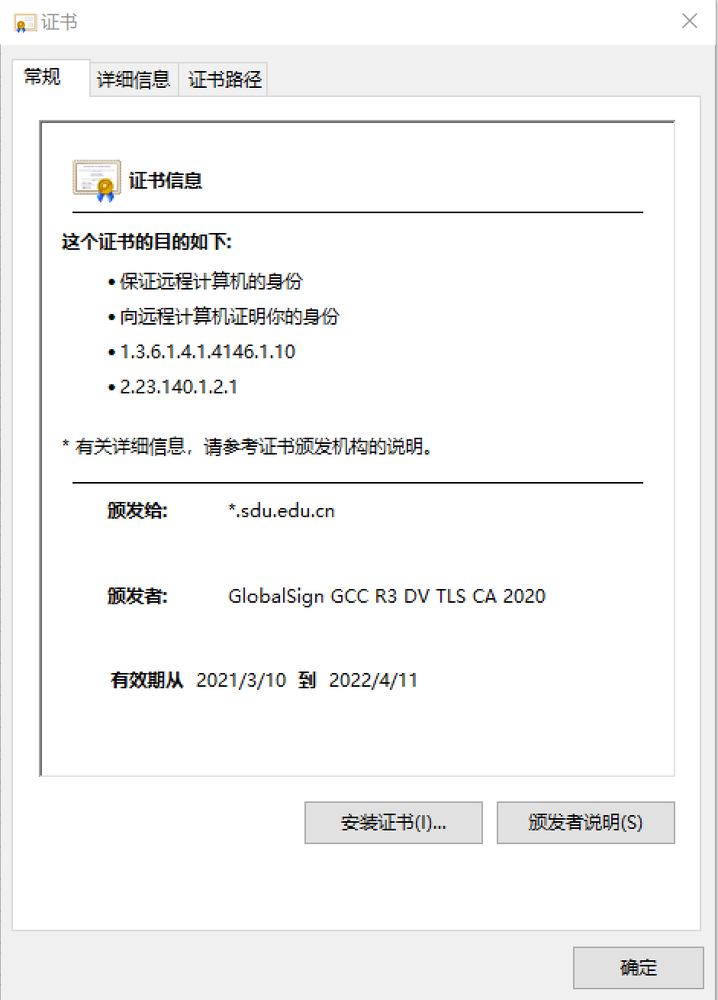 证书
常规
详细信息
证书路径
证书信息
这个证书的目的如下:
• 保证远程计算机的身份
• 向远程计算机证明你的身份
• 1.3.6.1.4.1.4146.1.10
• 2.23.140.1.2.1
* 有关详细信息，请参考证书颁发机构的说明。
颁发给: *.sdu.edu.cn
颁发者: GlobalSign GCC R3 DV TLS CA 2020
有效期从 2021/3/10 到 2022/4/11
安装证书(I)...
颁发者说明(S)
确定